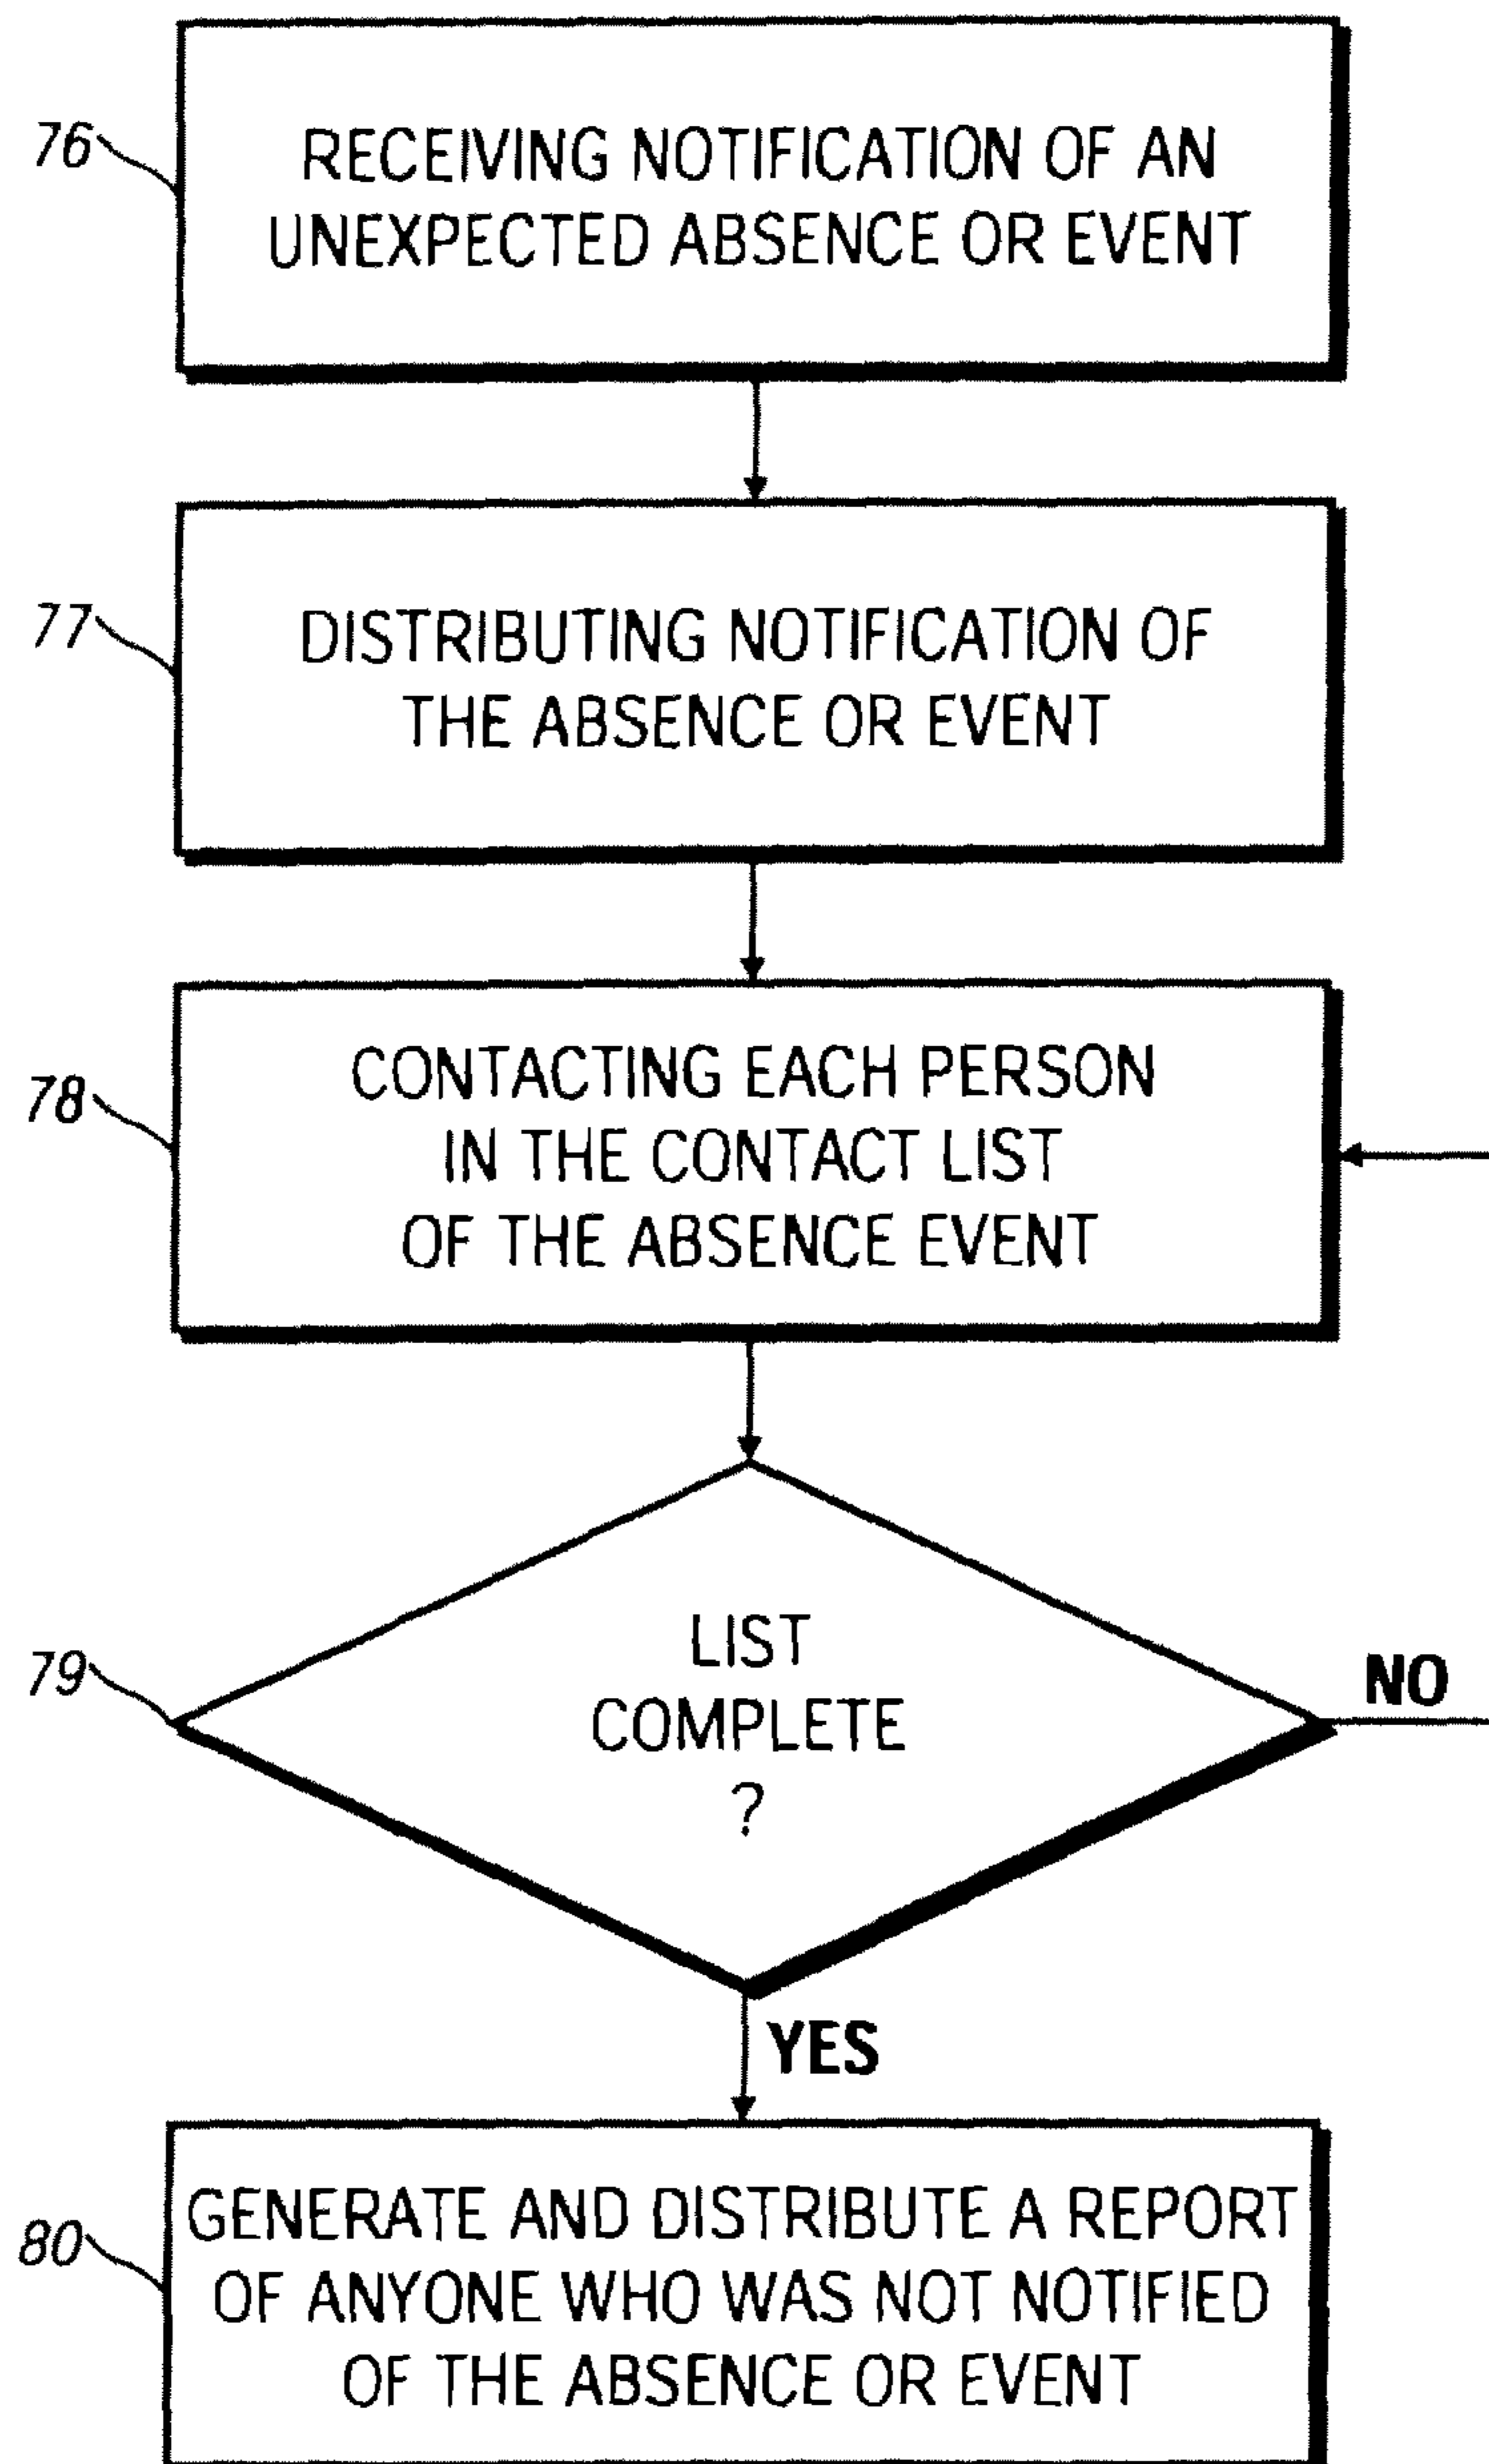 76
RECEIVING NOTIFICATION OF AN
UNEXPECTED ABSENCE OR EVENT
77
DISTRIBUTING NOTIFICATION OF
THE ABSENCE OR EVENT
78
CONTACTING EACH PERSON
IN THE CONTACT LIST
OF THE ABSENCE EVENT
79
LIST
COMPLETE
?
NO
YES
80
GENERATE AND DISTRIBUTE A REPORT
OF ANYONE WHO WAS NOT NOTIFIED
OF THE ABSENCE OR EVENT